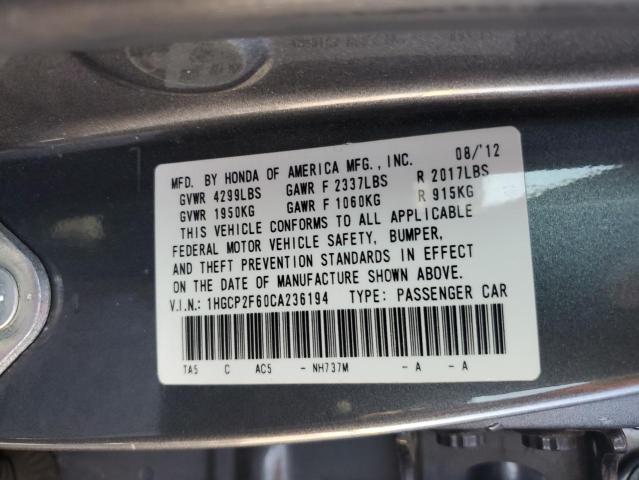 MFD. BY HONDA OF AMERICA MFG., INC. 08/'12
GVWR 4299LBS GAWR F 2337LBS R 2017LBS
GVWR 1950KG GAWR F 1060KG R 915KG
THIS VEHICLE CONFORMS TO ALL APPLICABLE
FEDERAL MOTOR VEHICLE SAFETY, BUMPER,
AND THEFT PREVENTION STANDARDS IN EFFECT
ON THE DATE OF MANUFACTURE SHOWN ABOVE.
V.I.N.: 1HGCP2F60CA236194 TYPE: PASSENGER CAR
TA5 C AC5 - NH737M - A - A